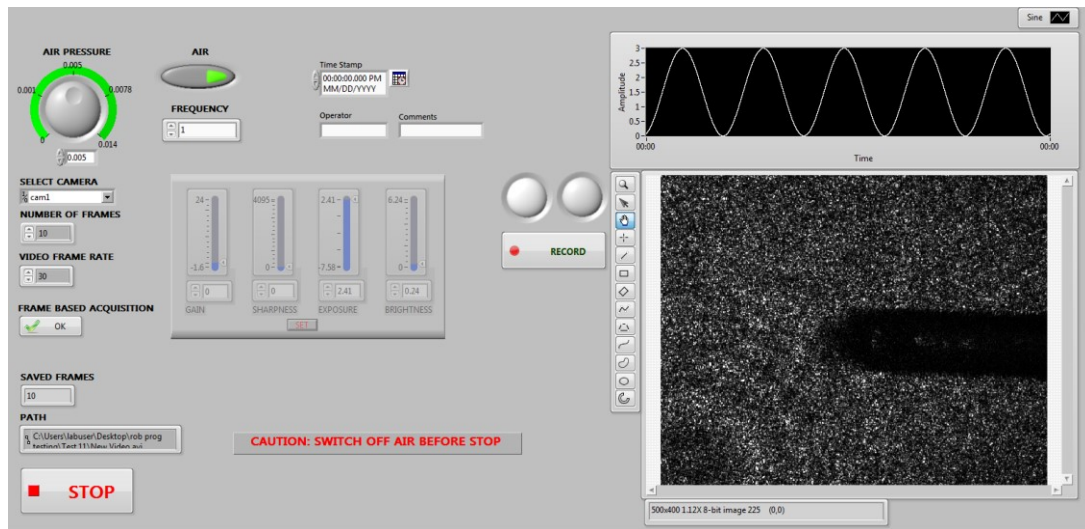 Sine
AIR PRESSURE
0.005
0.001
0.0078
0
0.014
0.005
AIR
FREQUENCY
1
Time Stamp
00:00:00.000 PM
MM/DD/YYYY
Operator
Comments
SELECT CAMERA
cam1
NUMBER OF FRAMES
10
VIDEO FRAME RATE
30
FRAME BASED ACQUISITION
OK
24
-1.6
0
GAIN
4095
0
0
SHARPNESS
2.41
-7.58
2.41
EXPOSURE
6.24
0
0.24
BRIGHTNESS
SET
RECORD
SAVED FRAMES
10
PATH
C:\Users\labuser\Desktop\rob prog
testing\Test 11\New Video.avi
CAUTION: SWITCH OFF AIR BEFORE STOP
STOP
Amplitude
3
2.5
2
1.5
1
0.5
0
00:00
00:00
Time
500x400 1.12X 8-bit image 225 (0,0)